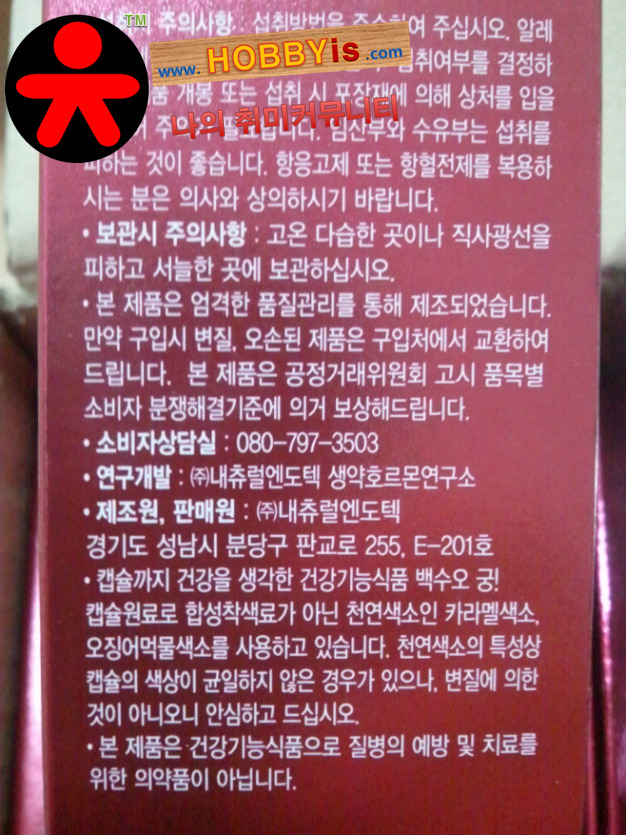 TM
www. HOBBYis .com
나의 취미커뮤니티
주의사항 : 섭취방법을 준수하여 주십시오. 알레
섭취여부를 결정하
개봉 또는 섭취 시 포장재에 의해 상처를 입을
임산부와 수유부는 섭취를
피하는 것이 좋습니다. 항응고제 또는 항혈전제를 복용하
시는 분은 의사와 상의하시기 바랍니다.
• 보관시 주의사항 : 고온 다습한 곳이나 직사광선을
피하고 서늘한 곳에 보관하십시오.
• 본 제품은 엄격한 품질관리를 통해 제조되었습니다.
만약 구입시 변질, 오손된 제품은 구입처에서 교환하여
드립니다. 본 제품은 공정거래위원회 고시 품목별
소비자 분쟁해결기준에 의거 보상해드립니다.
• 소비자상담실 : 080-797-3503
• 연구개발 : ㈜내츄럴엔도텍 생약호르몬연구소
• 제조원, 판매원 : ㈜내츄럴엔도텍
경기도 성남시 분당구 판교로 255, E-201호
• 캡슐까지 건강을 생각한 건강기능식품 백수오 궁!
캡슐원료로 합성착색료가 아닌 천연색소인 카라멜색소,
오징어먹물색소를 사용하고 있습니다. 천연색소의 특성상
캡슐의 색상이 균일하지 않은 경우가 있으나, 변질에 의한
것이 아니오니 안심하고 드십시오.
• 본 제품은 건강기능식품으로 질병의 예방 및 치료를
위한 의약품이 아닙니다.